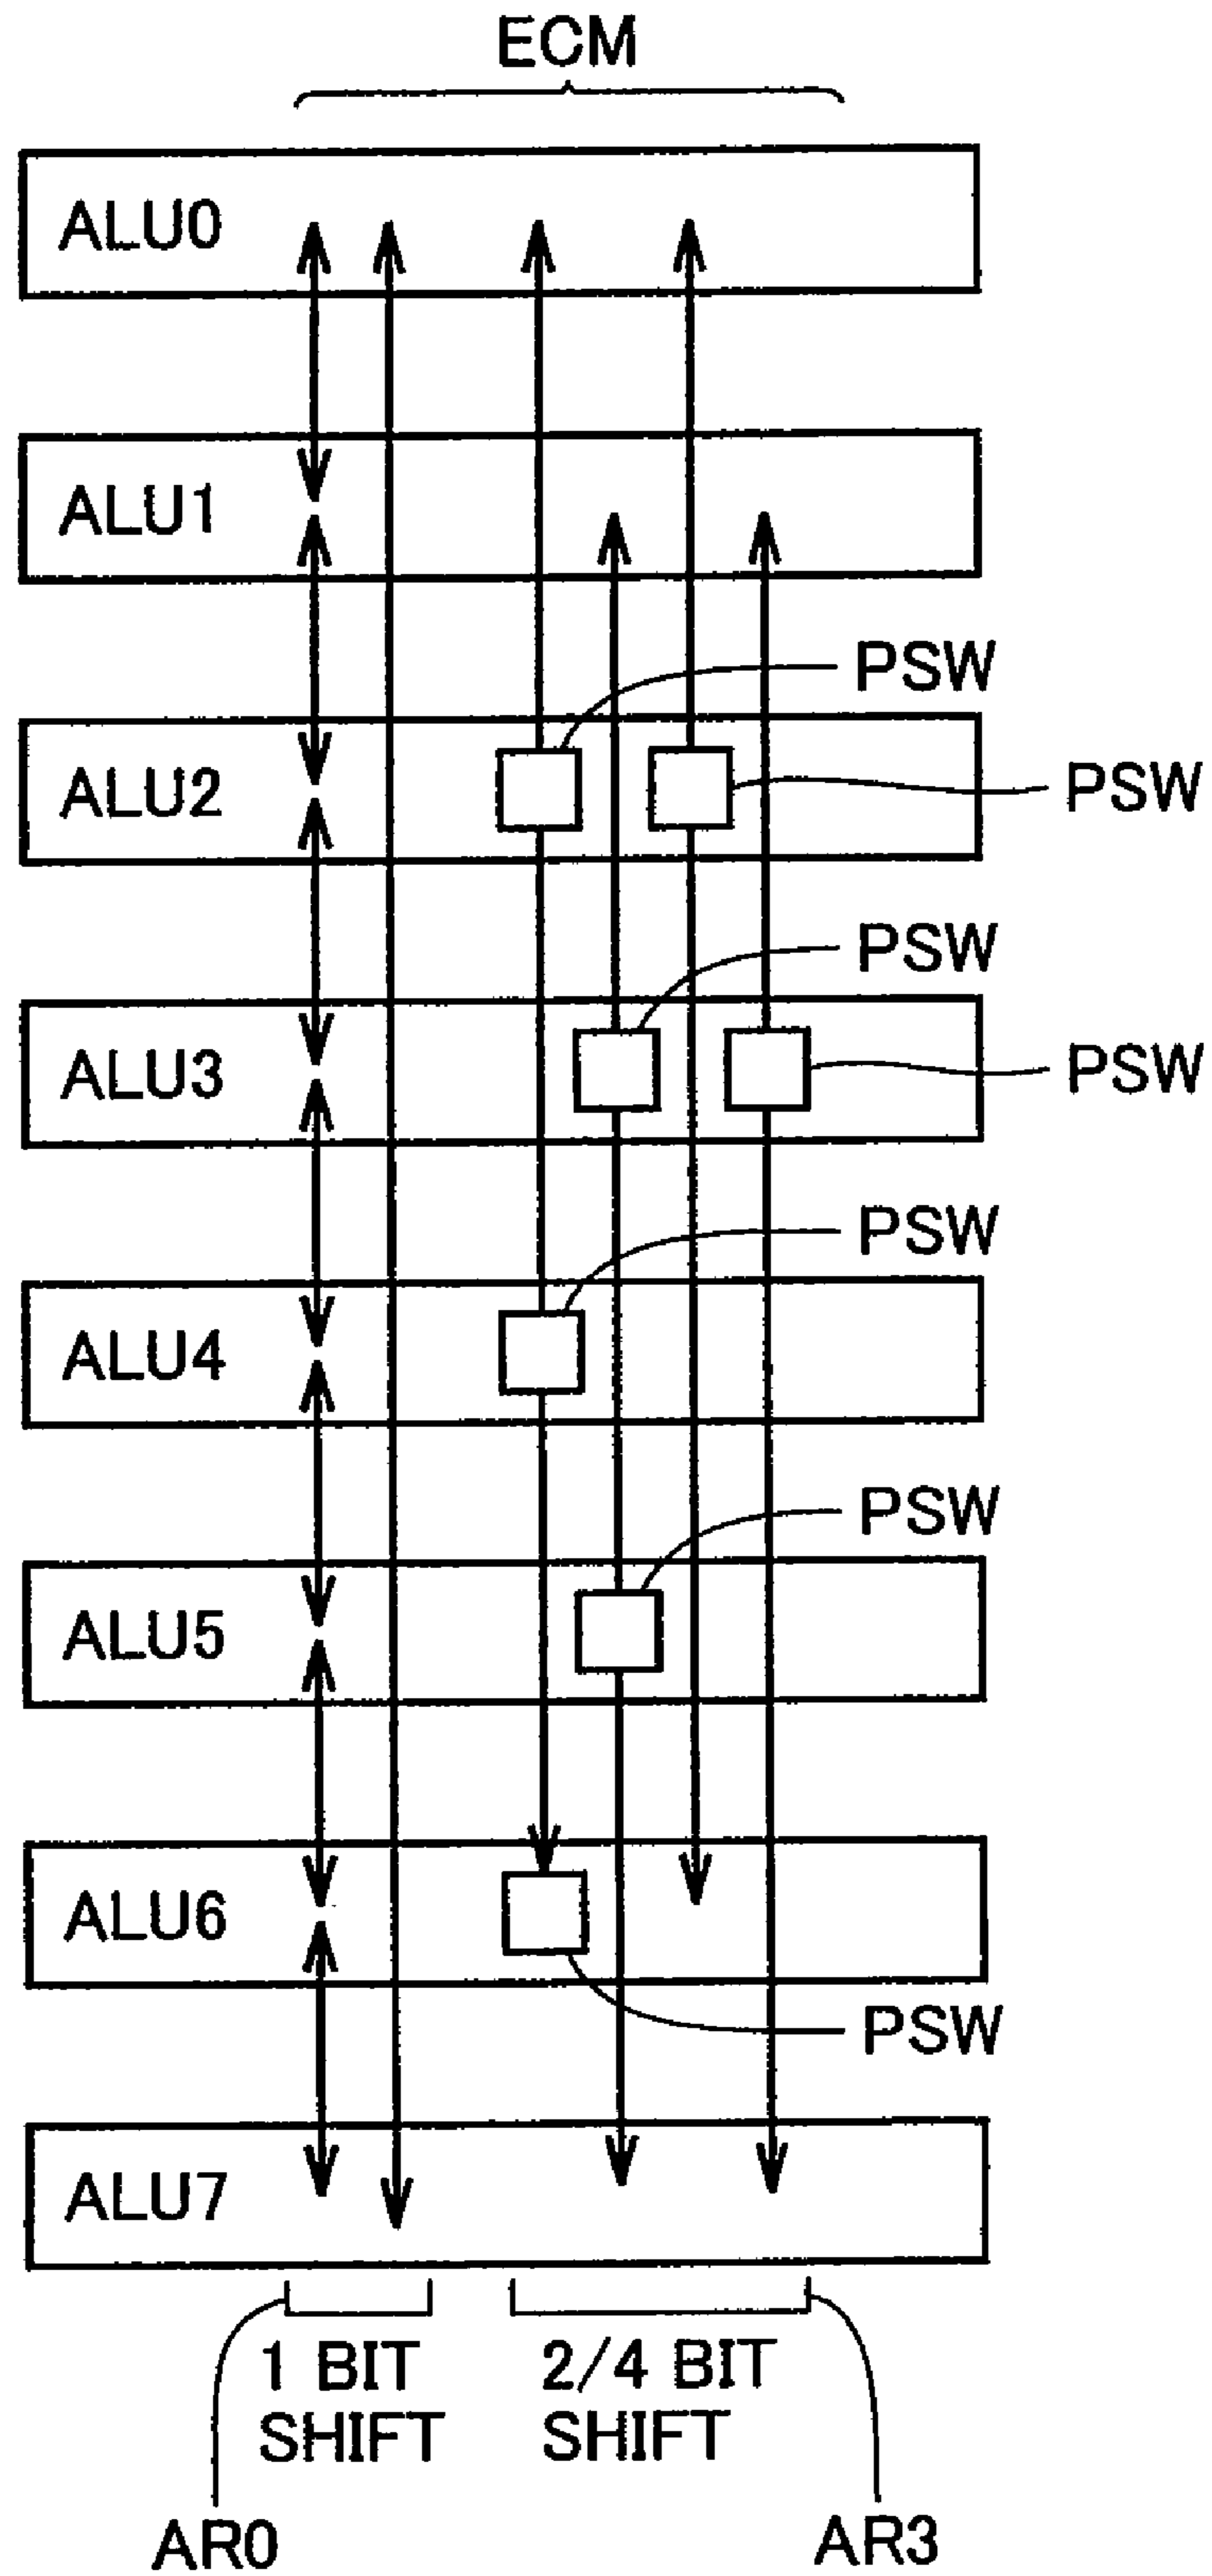 ECM
ALU0
ALU1
PSW
ALU2
PSW
PSW
ALU3
PSW
PSW
ALU4
PSW
ALU5
ALU6
PSW
ALU7
1 BIT
SHIFT
2/4 BIT
SHIFT
AR0
AR3